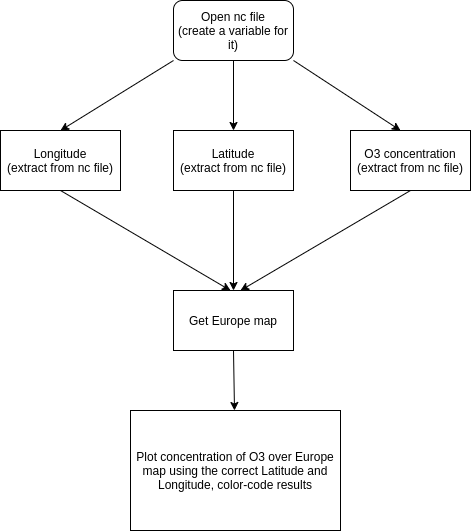 Open nc file
(create a variable for
it)
Longitude
(extract from nc file)
Latitude
(extract from nc file)
O3 concentration
(extract from nc file)
Get Europe map
Plot concentration of O3 over Europe
map using the correct Latitude and
Longitude, color-code results